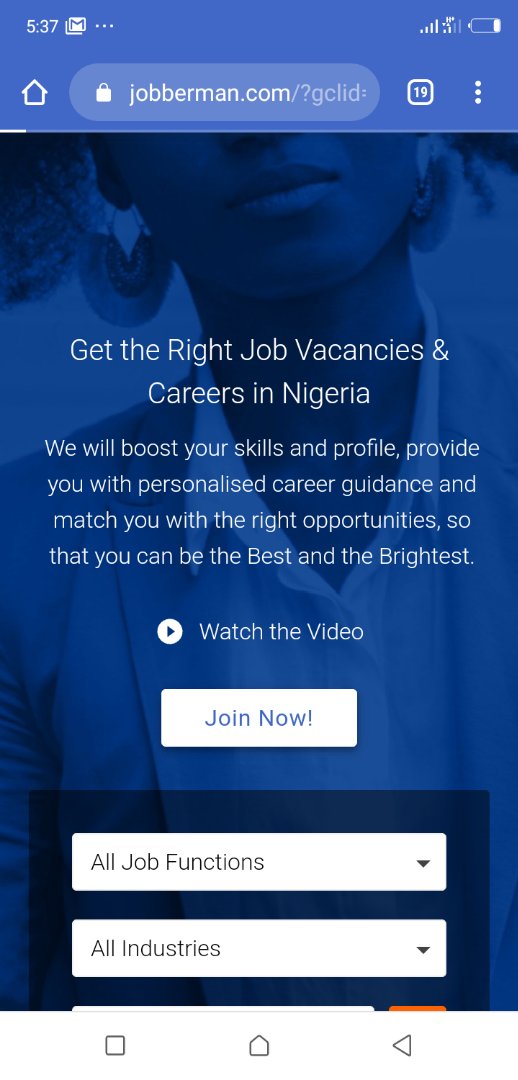 5:37
jobberman.com/?gclid=
19
Get the Right Job Vacancies &
Careers in Nigeria
We will boost your skills and profile, provide
you with personalised career guidance and
match you with the right opportunities, so
that you can be the Best and the Brightest.
Watch the Video
Join Now!
All Job Functions
All Industries